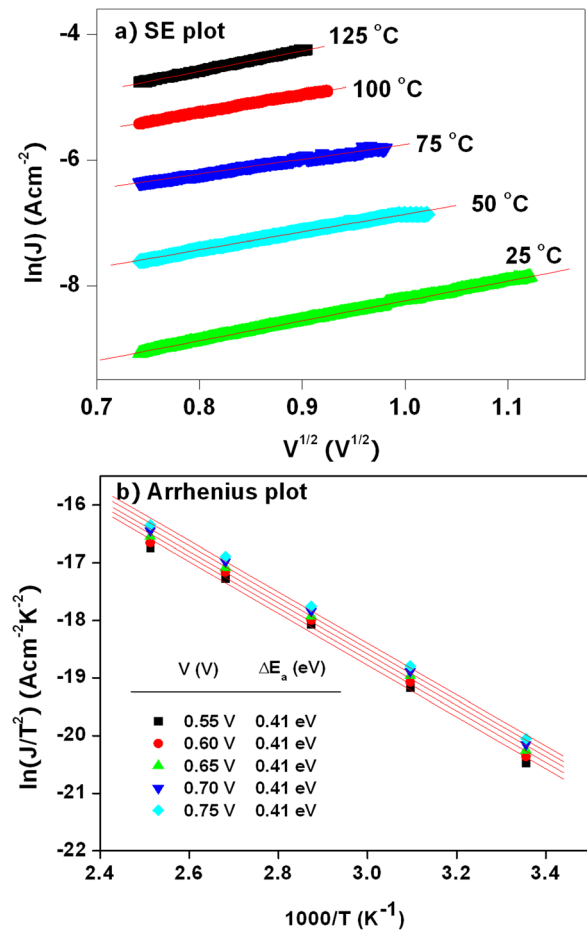 a) SE plot
125 °C
100 °C
75 °C
50 °C
25 °C
-4
-6
-8
ln(J) (Acm⁻²)
0.7 0.8 0.9 1.0 1.1
V¹/² (V¹/²)
b) Arrhenius plot
-16
-17
-18
-19
-20
-21
-22
ln(J/T²) (Acm⁻²K⁻²)
V (V) ΔEₐ (eV)
0.55 V 0.41 eV
0.60 V 0.41 eV
0.65 V 0.41 eV
0.70 V 0.41 eV
0.75 V 0.41 eV
2.4 2.6 2.8 3.0 3.2 3.4
1000/T (K⁻¹)